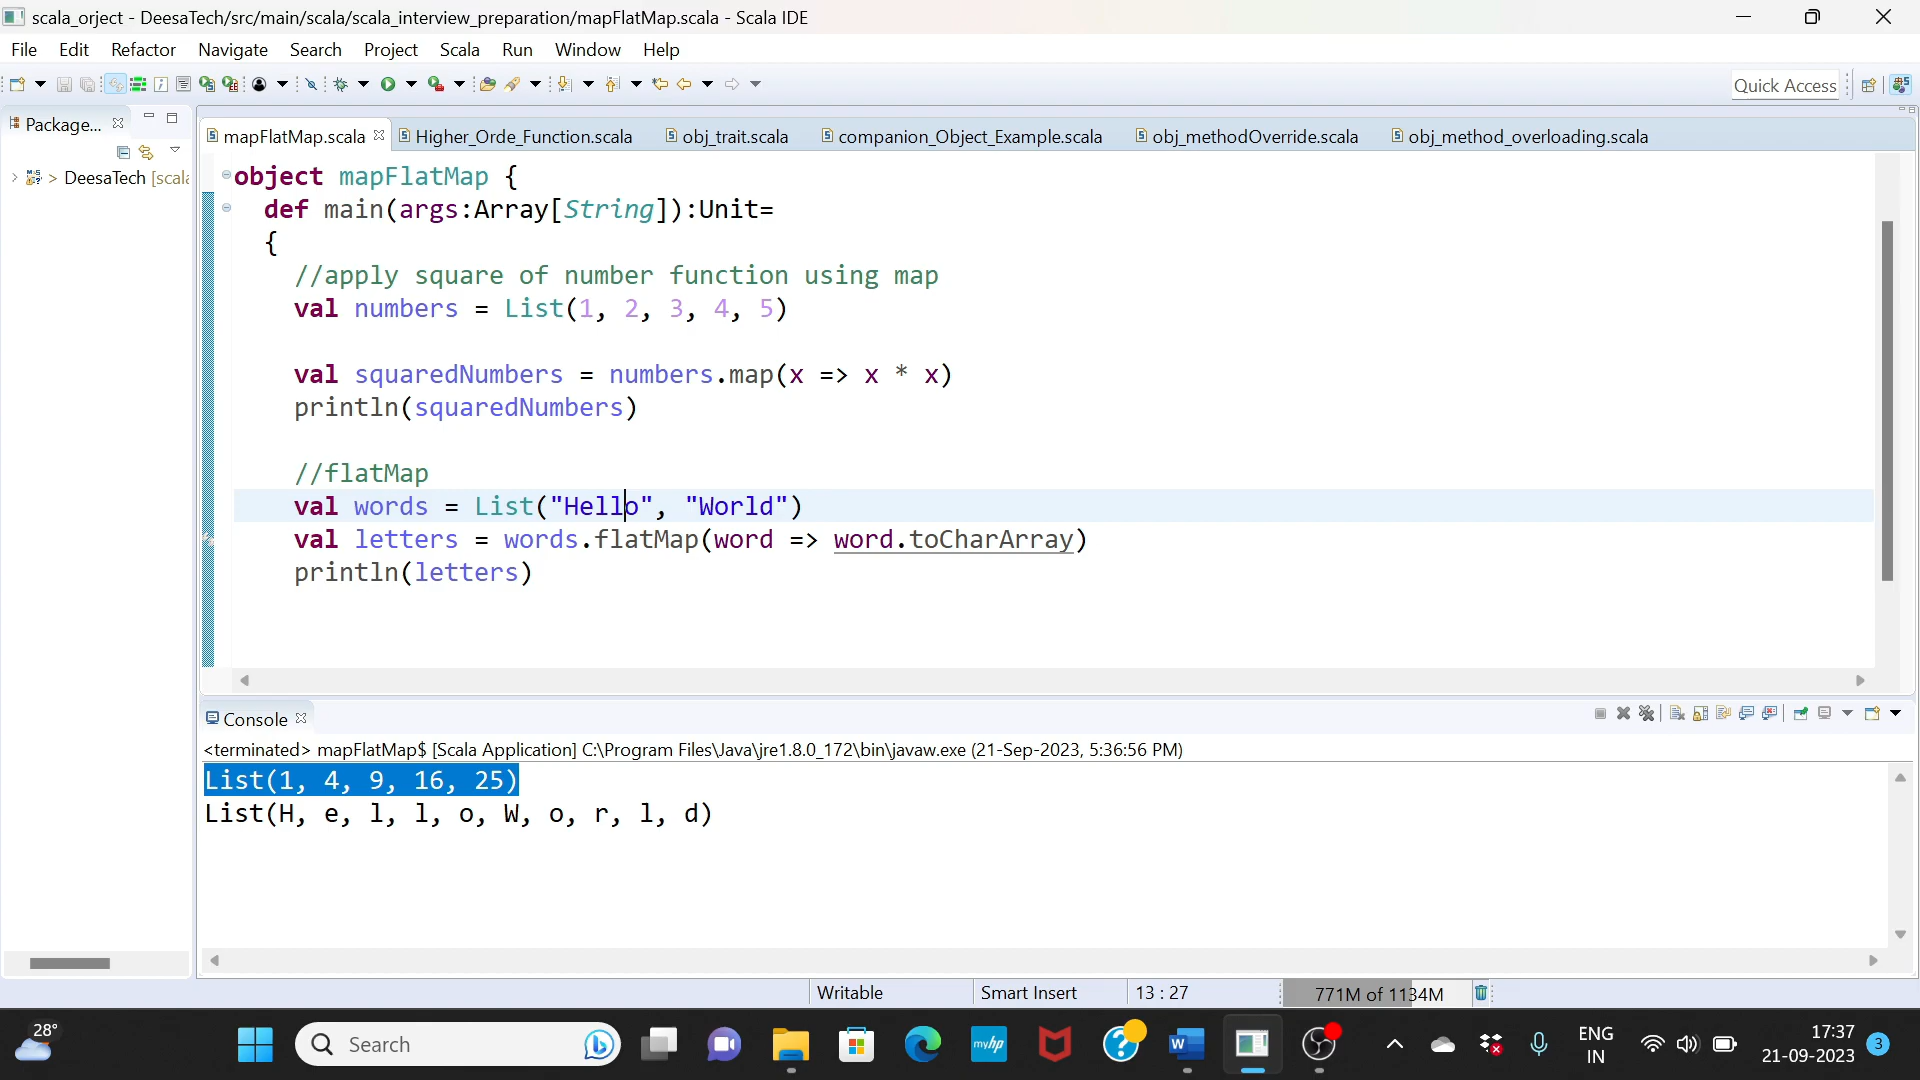 scala_orject - DeesaTech/src/main/scala/scala_interview_preparation/mapFlatMap.scala - Scala IDE
File Edit Refactor Navigate Search Project Scala Run Window Help
Quick Access
Package...
mapFlatMap.scala Higher_Orde_Function.scala obj_trait.scala companion_Object_Example.scala obj_methodOverride.scala obj_method_overloading.scala
> DeesaTech [scala
object mapFlatMap {
def main(args:Array[String]):Unit=
{
//apply square of number function using map
val numbers = List(1, 2, 3, 4, 5)
val squaredNumbers = numbers.map(x => x * x)
println(squaredNumbers)
//flatMap
val words = List("Hello", "World")
val letters = words.flatMap(word => word.toCharArray)
println(letters)
Console
<terminated> mapFlatMap$ [Scala Application] C:\Program Files\Java\jre1.8.0_172\bin\javaw.exe (21-Sep-2023, 5:36:56 PM)
List(1, 4, 9, 16, 25)
List(H, e, l, l, o, W, o, r, l, d)
Writable Smart Insert 13 : 27 771M of 1134M
28°
Search
myhp
W
ENG
IN
17:37
21-09-2023
3